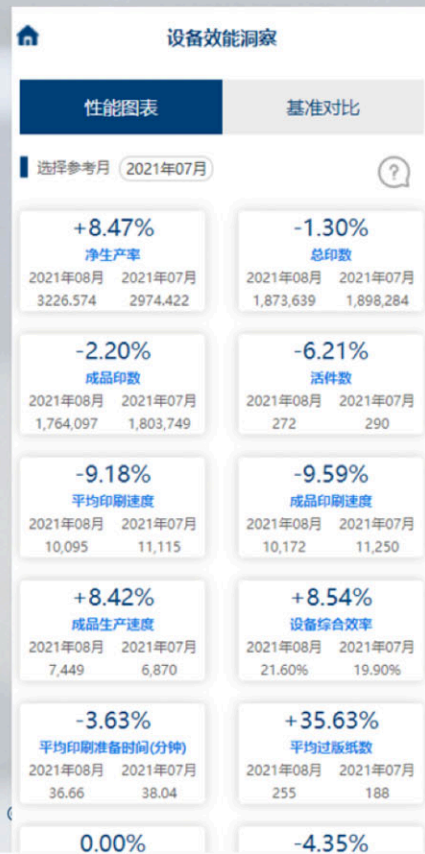 设备效能洞察
性能图表 基准对比
选择参考月 2021年07月 ?
+8.47% -1.30%
净生产率 总印数
2021年08月 2021年07月 2021年08月 2021年07月
3226.574 2974.422 1,873,639 1,898,284
-2.20% -6.21%
成品印数 活件数
2021年08月 2021年07月 2021年08月 2021年07月
1,764,097 1,803,749 272 290
-9.18% -9.59%
平均印刷速度 成品印刷速度
2021年08月 2021年07月 2021年08月 2021年07月
10,095 11,115 10,172 11,250
+8.42% +8.54%
成品生产速度 设备综合效率
2021年08月 2021年07月 2021年08月 2021年07月
7,449 6,870 21.60% 19.90%
-3.63% +35.63%
平均印刷准备时间(分钟) 平均过版纸数
2021年08月 2021年07月 2021年08月 2021年07月
36.66 38.04 255 188
0.00% -4.35%